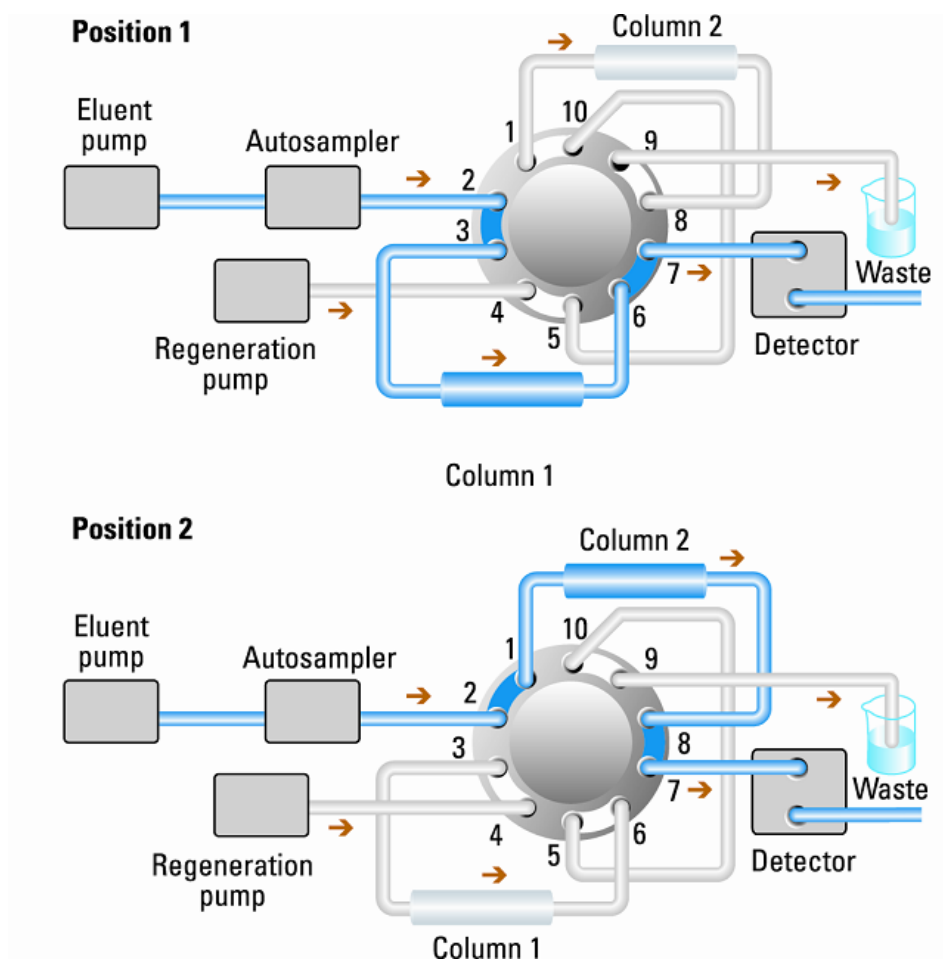 Position 1
Column 2
Eluent
pump
Autosampler
1
10
9
2
3
8
Waste
7
4
5
6
Regeneration
pump
Detector
Column 1
Position 2
Column 2
Eluent
pump
Autosampler
1
10
9
2
3
8
Waste
7
4
5
6
Regeneration
pump
Detector
Column 1